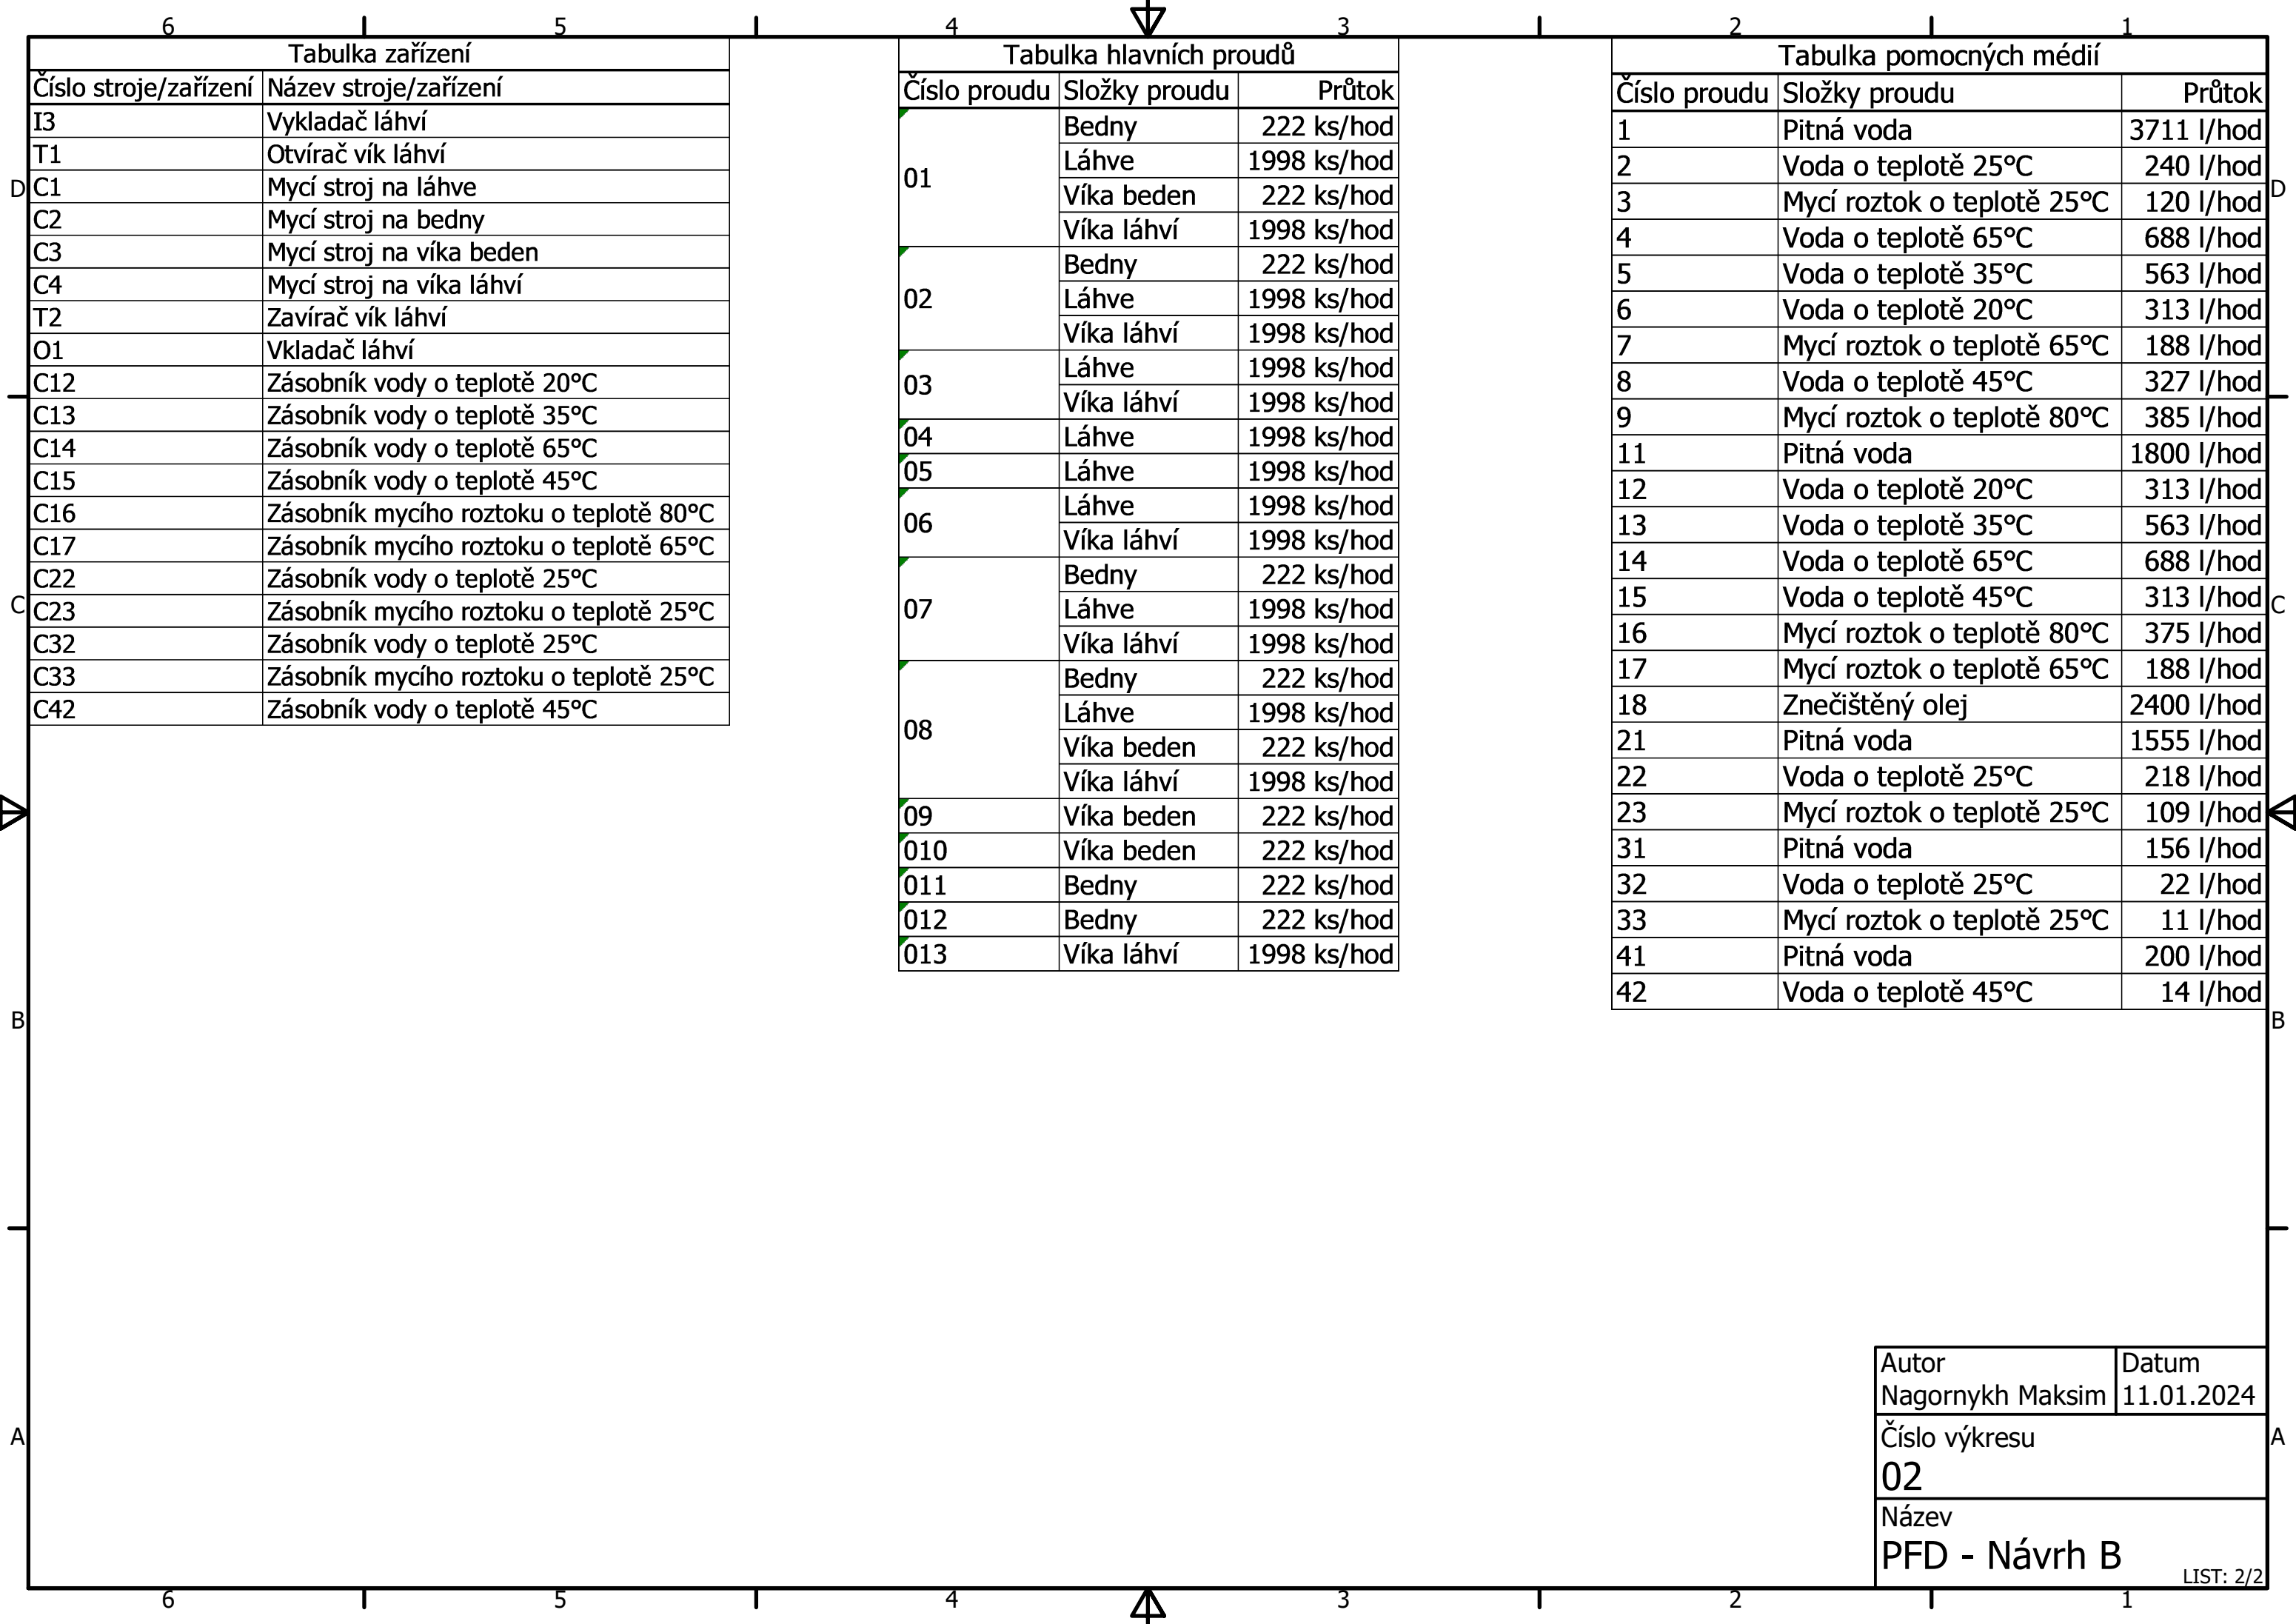 6 5 4 3 2 1
Tabulka zařízení
Číslo stroje/zařízení Název stroje/zařízení
I3 Vykladač láhví
T1 Otvírač vík láhví
C1 Mycí stroj na láhve
C2 Mycí stroj na bedny
C3 Mycí stroj na víka beden
C4 Mycí stroj na víka láhví
T2 Zavírač vík láhví
O1 Vkladač láhví
C12 Zásobník vody o teplotě 20°C
C13 Zásobník vody o teplotě 35°C
C14 Zásobník vody o teplotě 65°C
C15 Zásobník vody o teplotě 45°C
C16 Zásobník mycího roztoku o teplotě 80°C
C17 Zásobník mycího roztoku o teplotě 65°C
C22 Zásobník vody o teplotě 25°C
C23 Zásobník mycího roztoku o teplotě 25°C
C32 Zásobník vody o teplotě 25°C
C33 Zásobník mycího roztoku o teplotě 25°C
C42 Zásobník vody o teplotě 45°C
Tabulka hlavních proudů
Číslo proudu Složky proudu Průtok
01 Bedny 222 ks/hod
Láhve 1998 ks/hod
Víka beden 222 ks/hod
Víka láhví 1998 ks/hod
02 Bedny 222 ks/hod
Láhve 1998 ks/hod
Víka láhví 1998 ks/hod
03 Láhve 1998 ks/hod
Víka láhví 1998 ks/hod
04 Láhve 1998 ks/hod
05 Láhve 1998 ks/hod
06 Láhve 1998 ks/hod
Víka láhví 1998 ks/hod
07 Bedny 222 ks/hod
Láhve 1998 ks/hod
Víka láhví 1998 ks/hod
08 Bedny 222 ks/hod
Láhve 1998 ks/hod
Víka beden 222 ks/hod
Víka láhví 1998 ks/hod
09 Víka beden 222 ks/hod
010 Víka beden 222 ks/hod
011 Bedny 222 ks/hod
012 Bedny 222 ks/hod
013 Víka láhví 1998 ks/hod
Tabulka pomocných médií
Číslo proudu Složky proudu Průtok
1 Pitná voda 3711 l/hod
2 Voda o teplotě 25°C 240 l/hod
3 Mycí roztok o teplotě 25°C 120 l/hod
4 Voda o teplotě 65°C 688 l/hod
5 Voda o teplotě 35°C 563 l/hod
6 Voda o teplotě 20°C 313 l/hod
7 Mycí roztok o teplotě 65°C 188 l/hod
8 Voda o teplotě 45°C 327 l/hod
9 Mycí roztok o teplotě 80°C 385 l/hod
11 Pitná voda 1800 l/hod
12 Voda o teplotě 20°C 313 l/hod
13 Voda o teplotě 35°C 563 l/hod
14 Voda o teplotě 65°C 688 l/hod
15 Voda o teplotě 45°C 313 l/hod
16 Mycí roztok o teplotě 80°C 375 l/hod
17 Mycí roztok o teplotě 65°C 188 l/hod
18 Znečištěný olej 2400 l/hod
21 Pitná voda 1555 l/hod
22 Voda o teplotě 25°C 218 l/hod
23 Mycí roztok o teplotě 25°C 109 l/hod
31 Pitná voda 156 l/hod
32 Voda o teplotě 25°C 22 l/hod
33 Mycí roztok o teplotě 25°C 11 l/hod
41 Pitná voda 200 l/hod
42 Voda o teplotě 45°C 14 l/hod
D D
C C
B B
A A
Autor Datum
Nagornykh Maksim 11.01.2024
Číslo výkresu
02
Název
PFD - Návrh B
LIST: 2/2
6 5 4 3 2 1